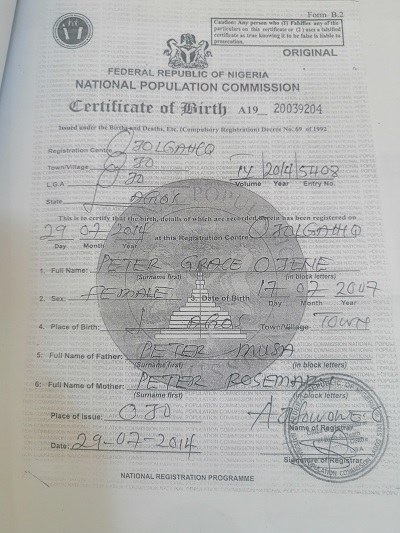 Form B.2
Caution: Any person who (1) Falsifies any of the
particulars on this certificate or (2) uses a falsified
certificate as true knowing it to be false is liable to
prosecution.
ORIGINAL
FEDERAL REPUBLIC OF NIGERIA
NATIONAL POPULATION COMMISSION
Certificate of Birth A19 20039204
Issued under the Births and Deaths, Etc. (Compulsory Registration) Decree No. 69 of 1992
Registration Centre OJO LGA HQ
Town/Village OJO
L.G.A OJO
IV 2014 5408
Volume Year Entry No.
State LAGOS
This is to certify that the birth, details of which are recorded herein has been registered on
29 07 2014 at this Registration Centre OJO LGA HQ
Day Month Year
1. Full Name: PETER GRACE OJENE
(Surname first) (in block letters)
2. Sex: FEMALE 3. Date of Birth 17 07 2007
Day Month Year
4. Place of Birth: LAGOS Town/Village TOWN
5: Full Name of Father: PETER MUSA
(Surname first) (in block letters)
6: Full Name of Mother: PETER ROSEMARY
(Surname first) (in block letters)
Place of issue: OJO
Name of Registrar
Date: 29-07-2014
Signature of Registrar
NATIONAL REGISTRATION PROGRAMME